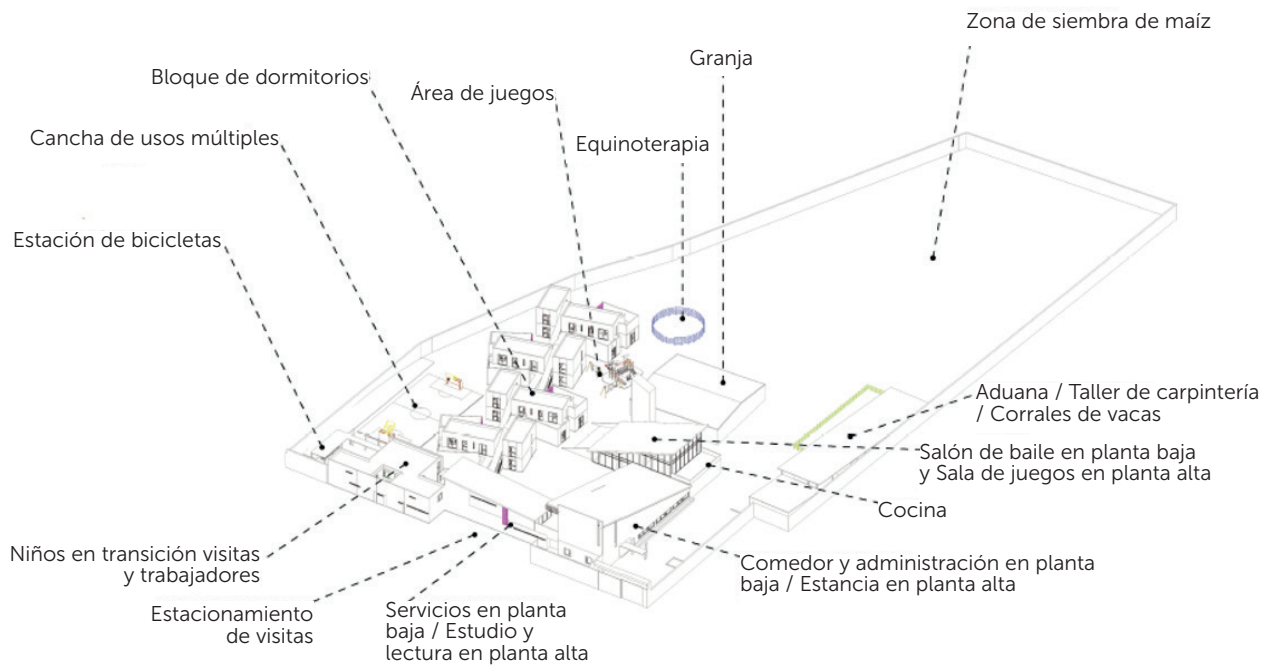 Zona de siembra de maíz
Granja
Bloque de dormitorios
Área de juegos
Cancha de usos múltiples
Equinoterapia
Estación de bicicletas
Aduana / Taller de carpintería
/ Corrales de vacas
Salón de baile en planta baja
y Sala de juegos en planta alta
Cocina
Niños en transición visitas
y trabajadores
Comedor y administración en planta
baja / Estancia en planta alta
Estacionamiento
de visitas
Servicios en planta
baja / Estudio y
lectura en planta alta